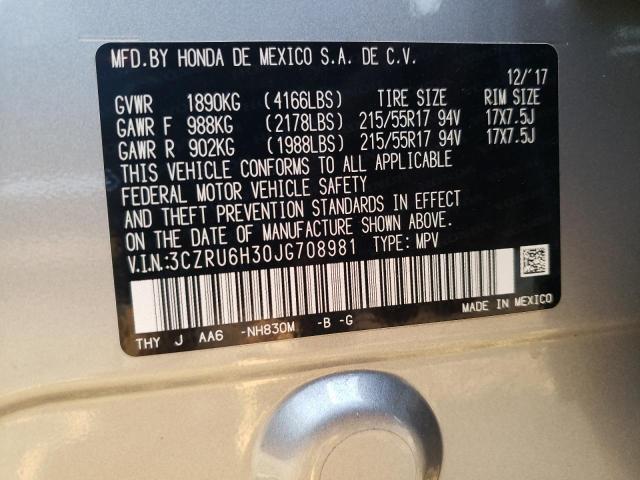 MFD.BY HONDA DE MEXICO S.A. DE C.V.
12/'17
GVWR 1890KG (4166LBS) TIRE SIZE RIM SIZE
GAWR F 988KG (2178LBS) 215/55R17 94V 17X7.5J
GAWR R 902KG (1988LBS) 215/55R17 94V 17X7.5J
THIS VEHICLE CONFORMS TO ALL APPLICABLE
FEDERAL MOTOR VEHICLE SAFETY
AND THEFT PREVENTION STANDARDS IN EFFECT
ON THE DATE OF MANUFACTURE SHOWN ABOVE.
V.I.N:3CZRU6H30JG708981 TYPE: MPV
MADE IN MEXICO
THY J AA6 -NH830M -B -G